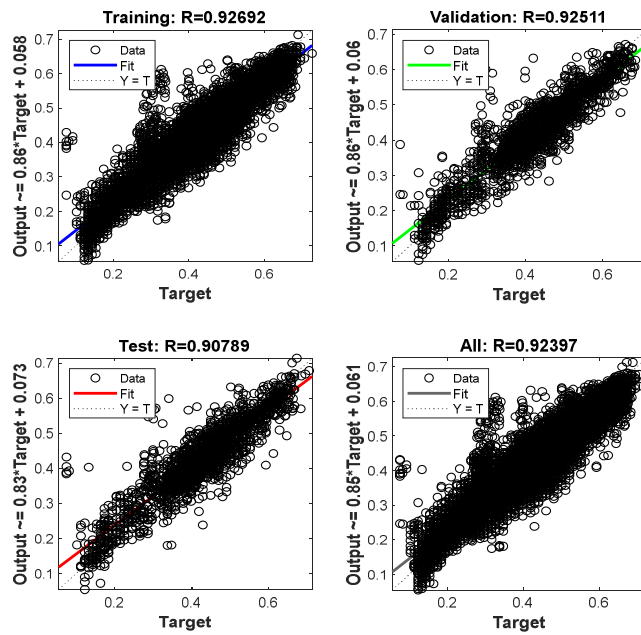 Training: R=0.92692
Output ~= 0.86*Target + 0.058
0.7
0.6
0.5
0.4
0.3
0.2
0.1
Data
Fit
Y = T
0.2
0.4
0.6
Target
Validation: R=0.92511
Output ~= 0.86*Target + 0.06
0.7
0.6
0.5
0.4
0.3
0.2
0.1
Data
Fit
Y = T
0.2
0.4
0.6
Target
Test: R=0.90789
Output ~= 0.83*Target + 0.073
0.7
0.6
0.5
0.4
0.3
0.2
0.1
Data
Fit
Y = T
0.2
0.4
0.6
Target
All: R=0.92397
Output ~= 0.85*Target + 0.061
0.7
0.6
0.5
0.4
0.3
0.2
0.1
Data
Fit
Y = T
0.2
0.4
0.6
Target